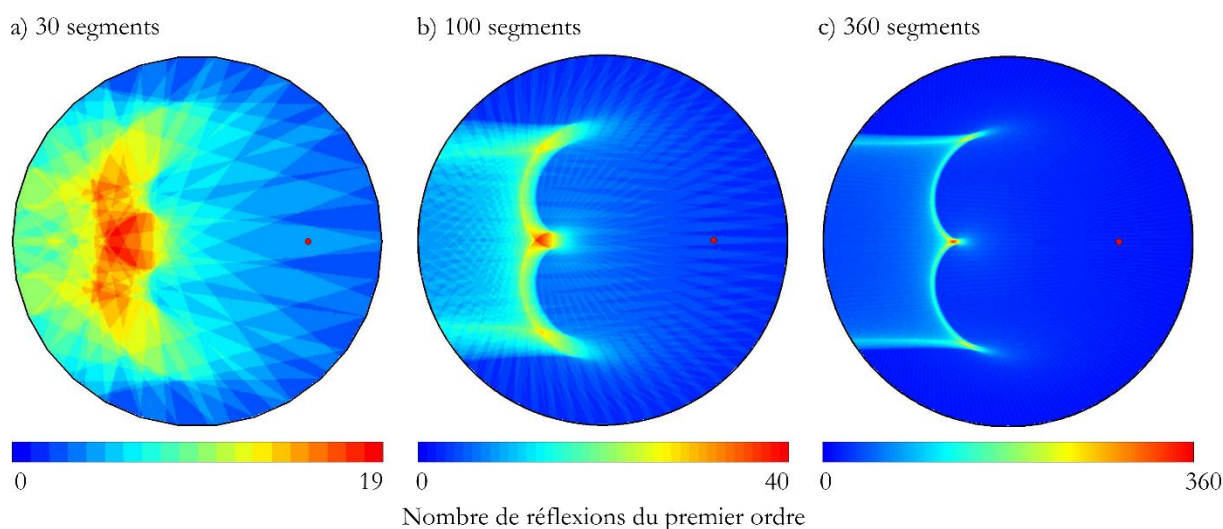 a) 30 segments
b) 100 segments
c) 360 segments
0 19
0 40
0 360
Nombre de réflexions du premier ordre